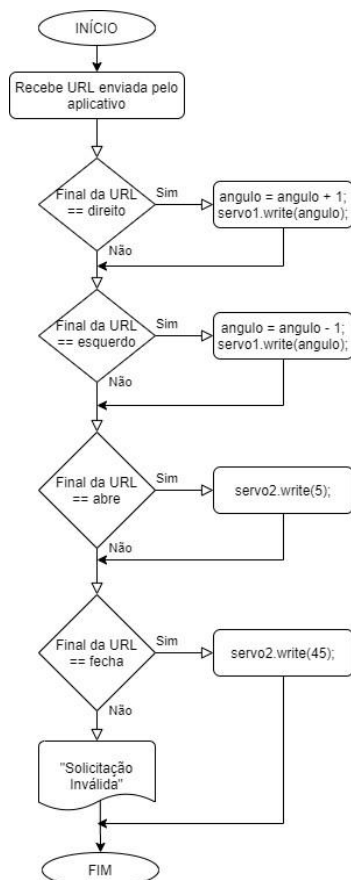 INÍCIO
Recebe URL enviada pelo
aplicativo
Final da URL
== direito
Sim
angulo = angulo + 1;
servo1.write(angulo);
Não
Final da URL
== esquerdo
Sim
angulo = angulo - 1;
servo1.write(angulo);
Não
Final da URL
== abre
Sim
servo2.write(5);
Não
Final da URL
== fecha
Sim
servo2.write(45);
Não
"Solicitação
Inválida"
FIM